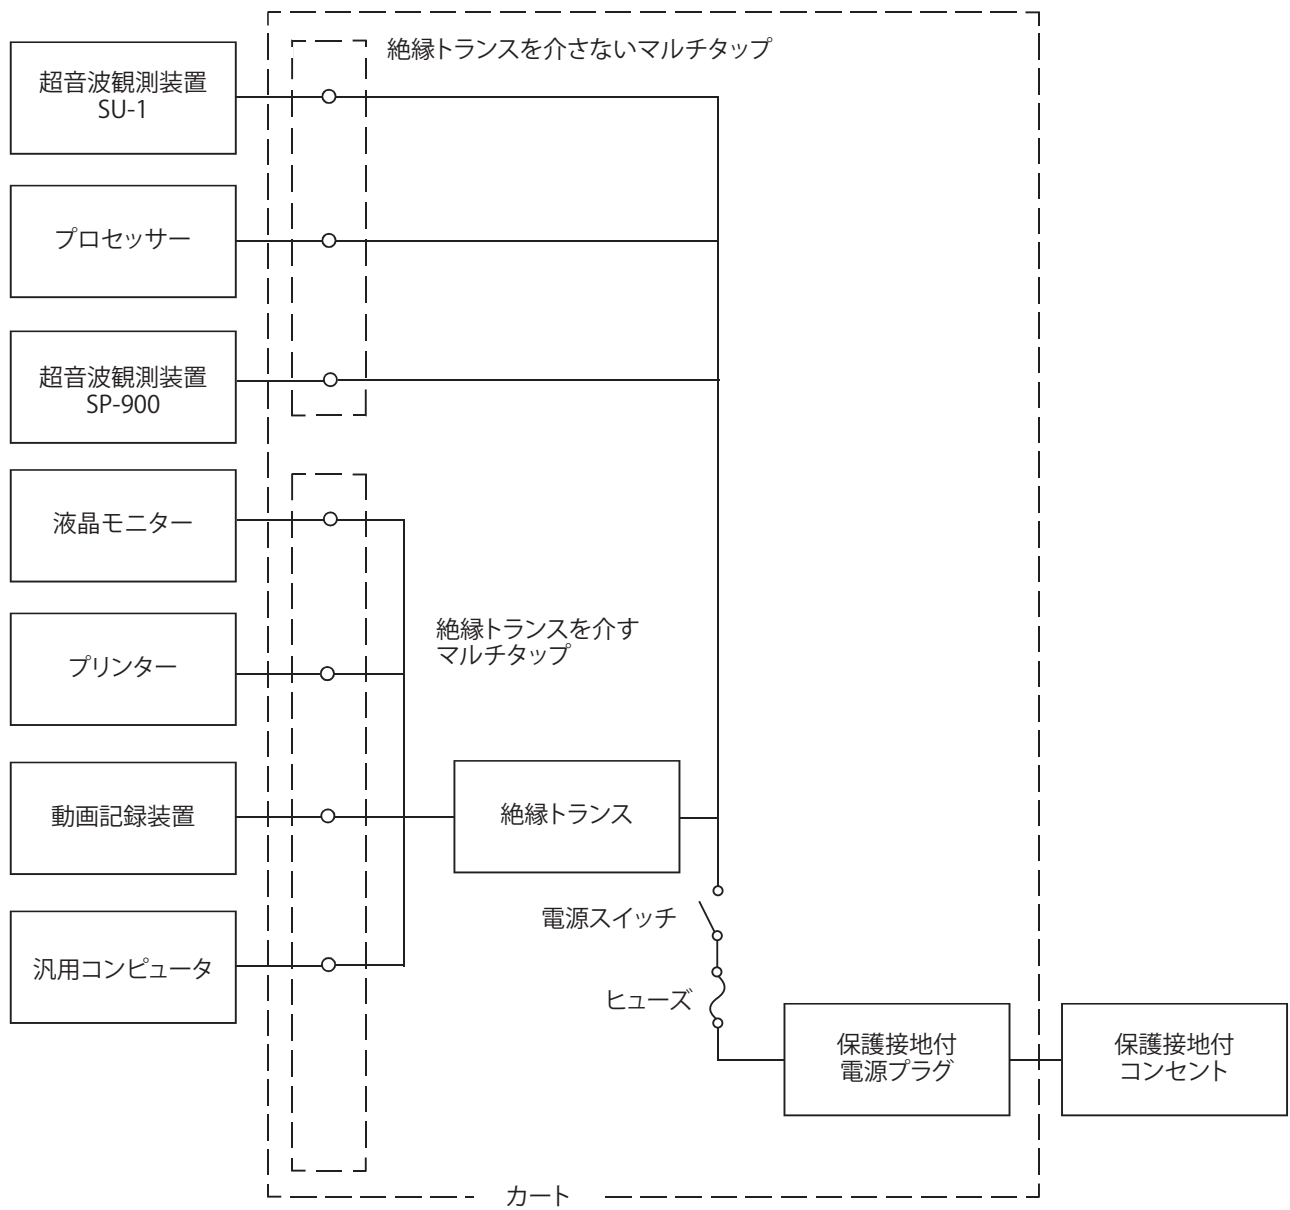 絶縁トランスを介さないマルチタップ
超音波観測装置
SU-1
プロセッサー
超音波観測装置
SP-900
液晶モニター
絶縁トランスを介す
マルチタップ
プリンター
動画記録装置
絶縁トランス
電源スイッチ
汎用コンピュータ
ヒューズ
保護接地付
電源プラグ
保護接地付
コンセント
カート